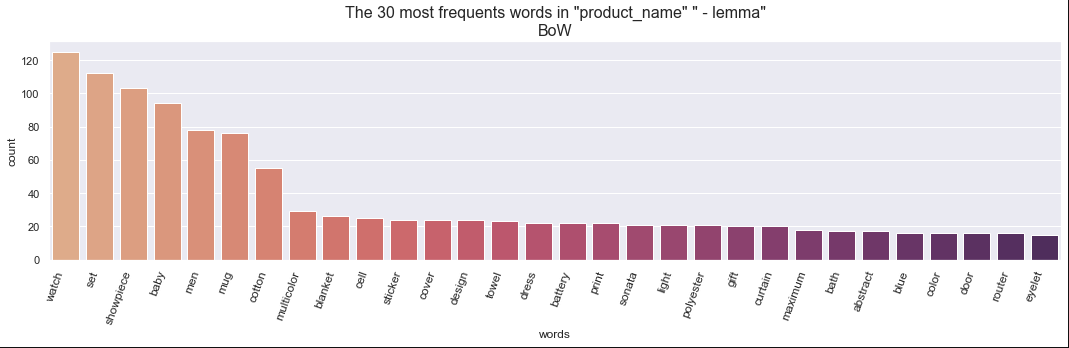 The 30 most frequents words in "product_name" " - lemma"
BoW
count
120
100
80
60
40
20
0
watch
set
showpiece
baby
men
mug
cotton
multicolor
blanket
cell
sticker
cover
design
towel
dress
battery
print
sonata
light
polyester
gift
curtain
maximum
bath
abstract
blue
color
door
router
eyelet
words